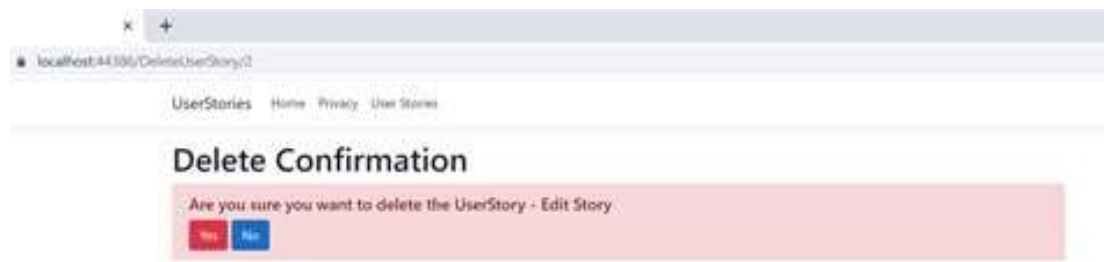 × +
localhost:44386/DeleteUserStory/2
UserStories Home Privacy User Stories
Delete Confirmation
Are you sure you want to delete the UserStory - Edit Story
Yes No